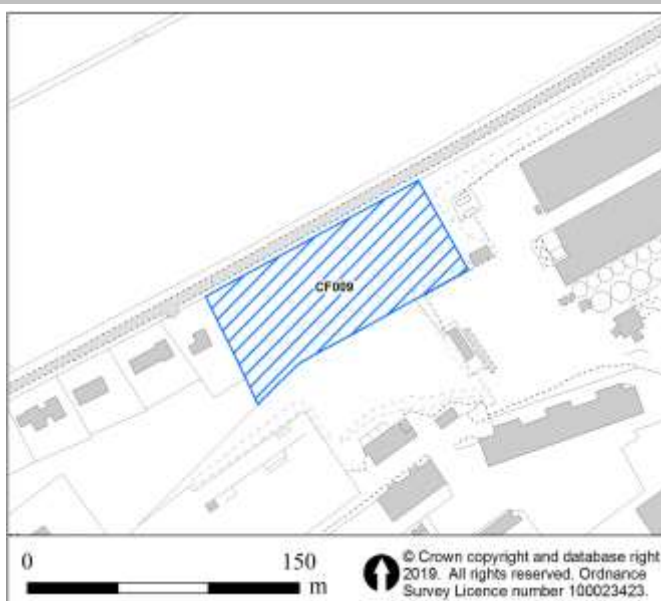 CF009
0 150
m
© Crown copyright and database right
2019. All rights reserved. Ordnance
Survey Licence number 100023423.